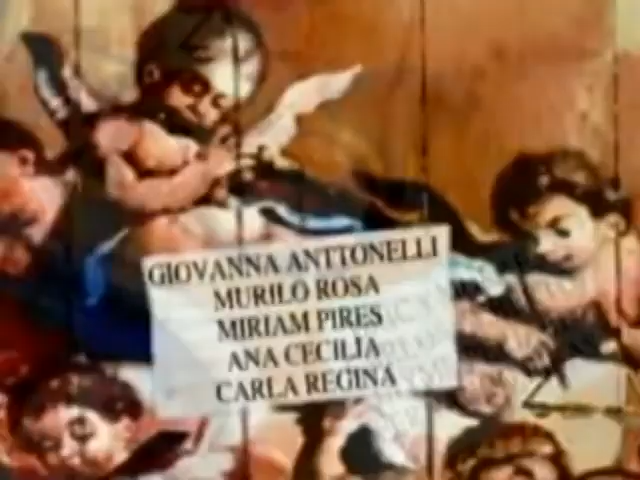 GIOVANNA ANTTONELLI
MURILO ROSA
MIRIAM PIRES
ANA CECILIA
CARLA REGINA